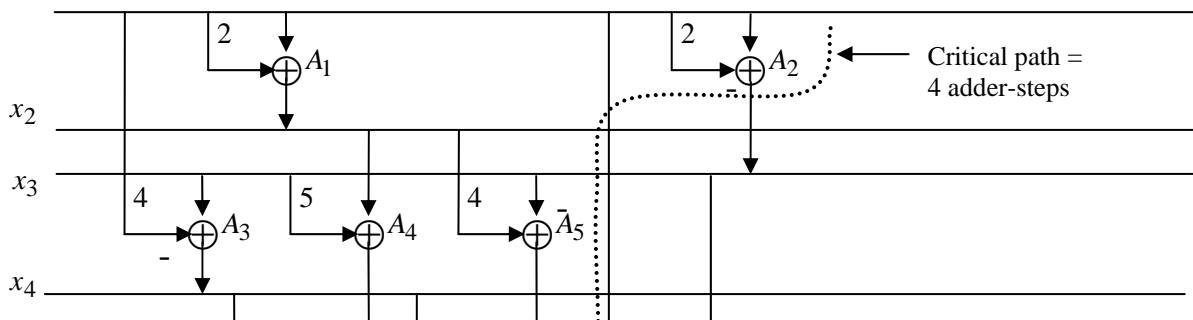 2 A1 2 A2 Critical path =
- 4 adder-steps
x2
x3
4 A3 5 A4 4 - A5
-
x4